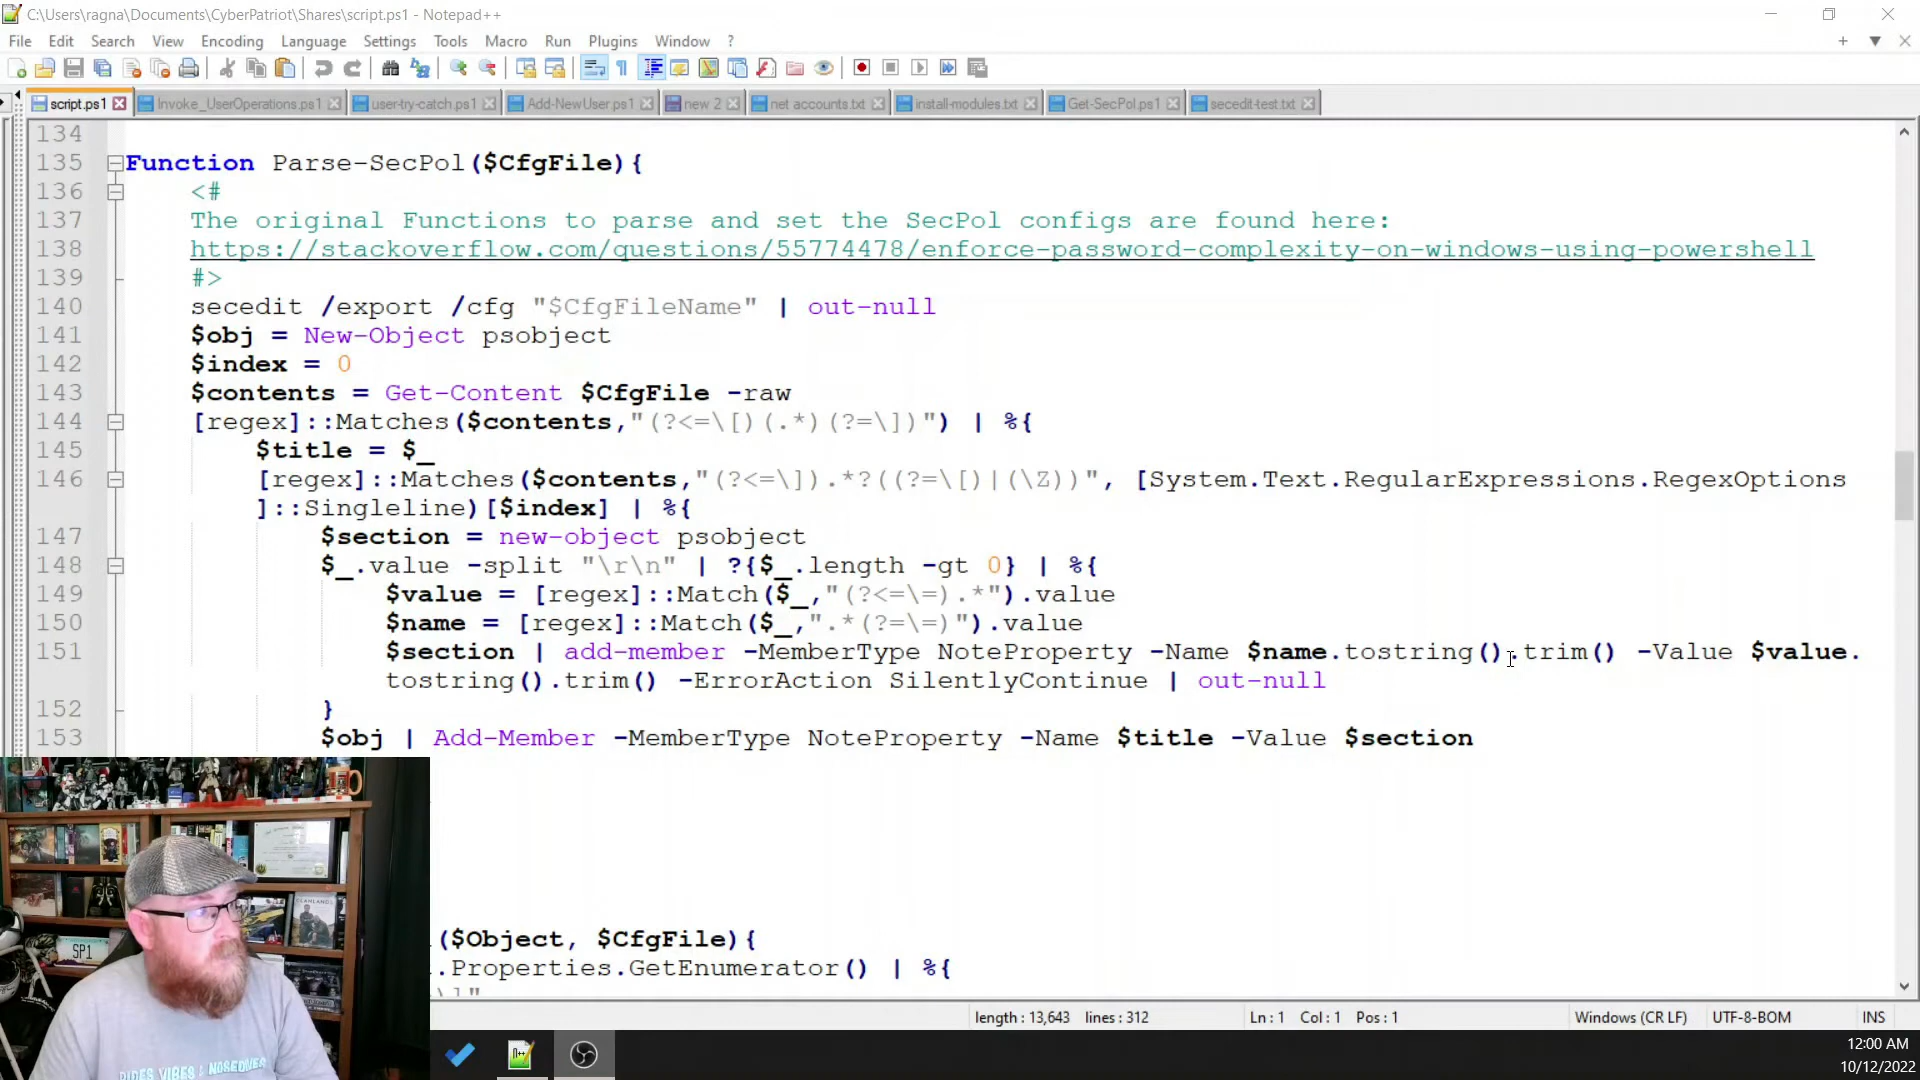 C:\Users\ragna\Documents\CyberPatriot\Shares\script.ps1 - Notepad++
File Edit Search View Encoding Language Settings Tools Macro Run Plugins Window ?
script.ps1 Invoke_UserOperations.ps1 user-try-catch.ps1 Add-NewUser.ps1 new 2 net accounts.txt install-modules.txt Get-SecPol.ps1 secedit-test.txt
134
135 Function Parse-SecPol($CfgFile){
136 <#
137 The original Functions to parse and set the SecPol configs are found here:
138 https://stackoverflow.com/questions/55774478/enforce-password-complexity-on-windows-using-powershell
139 #>
140 secedit /export /cfg "$CfgFileName" | out-null
141 $obj = New-Object psobject
142 $index = 0
143 $contents = Get-Content $CfgFile -raw
144 [regex]::Matches($contents,"(?<=\[)(.*)(?=\])") | %{
145 $title = $_
146 [regex]::Matches($contents,"(?<=\]).*?((?=\[)|(\Z))", [System.Text.RegularExpressions.RegexOptions
]::Singleline)[$index] | %{
147 $section = new-object psobject
148 $_.value -split "\r\n" | ?{$_.length -gt 0} | %{
149 $value = [regex]::Match($_,"(?<=\=).*").value
150 $name = [regex]::Match($_,".*(?=\=)").value
151 $section | add-member -MemberType NoteProperty -Name $name.tostring().trim() -Value $value.
tostring().trim() -ErrorAction SilentlyContinue | out-null
152 }
153 $obj | Add-Member -MemberType NoteProperty -Name $title -Value $section
($Object, $CfgFile){
.Properties.GetEnumerator() | %{
SP1
length : 13,643 lines : 312 Ln : 1 Col : 1 Pos : 1 Windows (CR LF) UTF-8-BOM INS
12:00 AM
10/12/2022